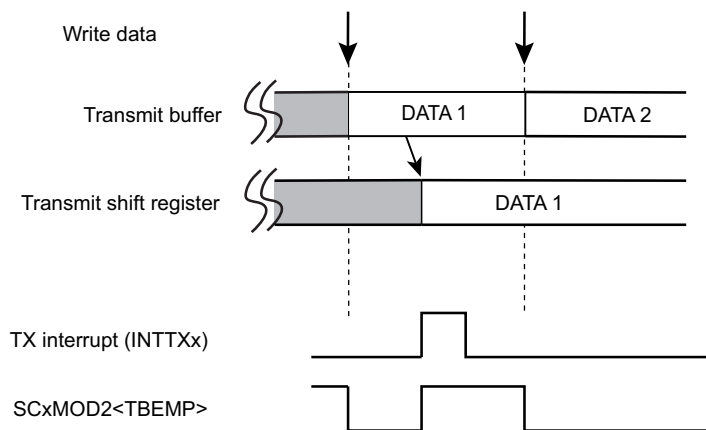 Write data
Transmit buffer
DATA 1
DATA 2
Transmit shift register
DATA 1
TX interrupt (INTTXx)
SCxMOD2<TBEMP>